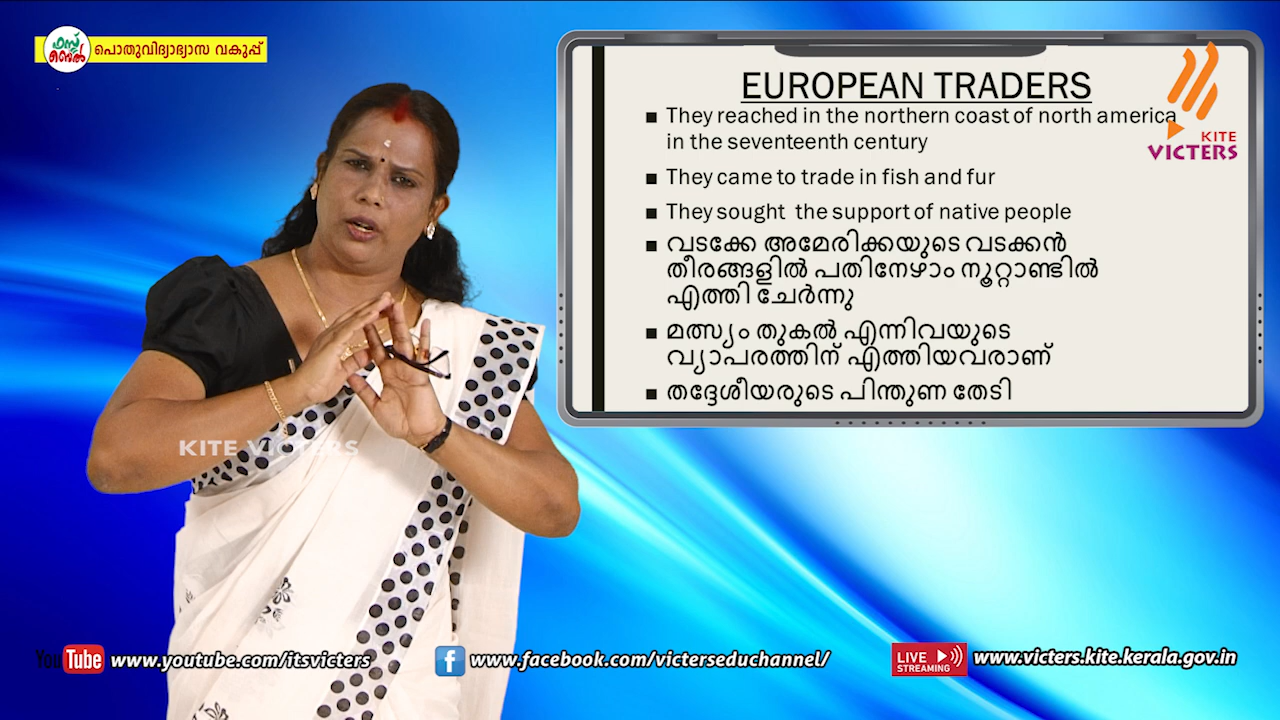 ഫസ്റ്റ്
ബെൽ
പൊതുവിദ്യാഭ്യാസ വകുപ്പ്
EUROPEAN TRADERS
▪ They reached in the northern coast of north america
in the seventeenth century
▪ They came to trade in fish and fur
▪ They sought the support of native people
▪ വടക്കേ അമേരിക്കയുടെ വടക്കൻ
തീരങ്ങളിൽ പതിനേഴാം നൂറ്റാണ്ടിൽ
എത്തി ചേർന്നു
▪ മത്സ്യം തുകൽ എന്നിവയുടെ
വ്യാപരത്തിന് എത്തിയവരാണ്
▪ തദ്ദേശീയരുടെ പിന്തുണ തേടി
KITE
VICTERS
KITE VICTERS
YouTube www.youtube.com/itsvicters
f www.facebook.com/victerseduchannel/
LIVE
STREAMING
www.victers.kite.kerala.gov.in